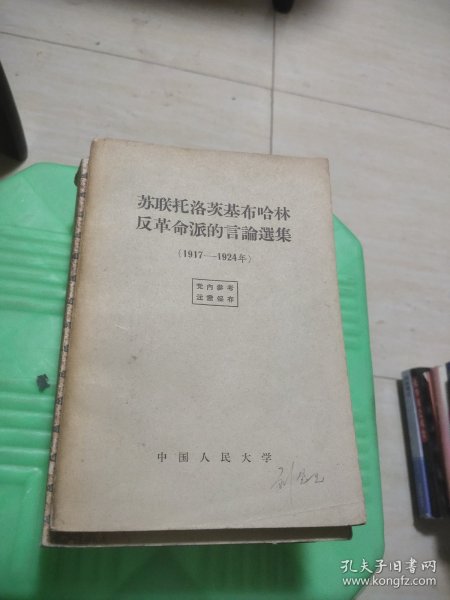 苏联托洛茨基布哈林
反革命派的言論選集
(1917—1924年)
党内参考
注意保存
中国人民大学
孔夫子旧书网
www.kongfz.com